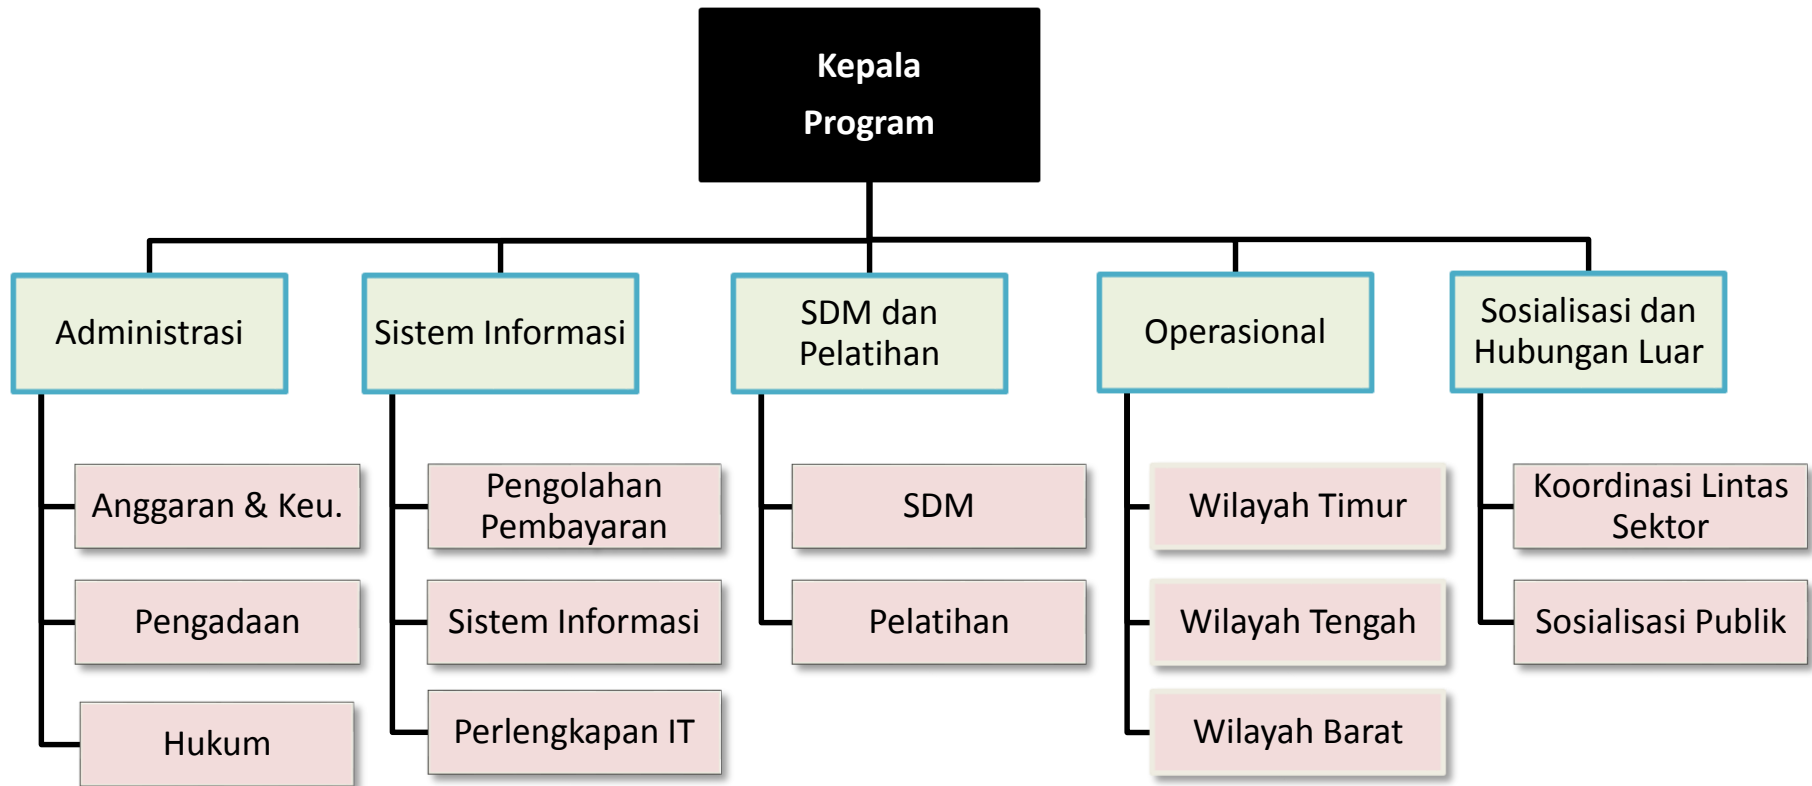 Kepala
Program
Administrasi
Sistem Informasi
SDM dan
Pelatihan
Operasional
Sosialisasi dan
Hubungan Luar
Anggaran & Keu.
Pengadaan
Hukum
Pengolahan
Pembayaran
Sistem Informasi
Perlengkapan IT
SDM
Pelatihan
Wilayah Timur
Wilayah Tengah
Wilayah Barat
Koordinasi Lintas
Sektor
Sosialisasi Publik